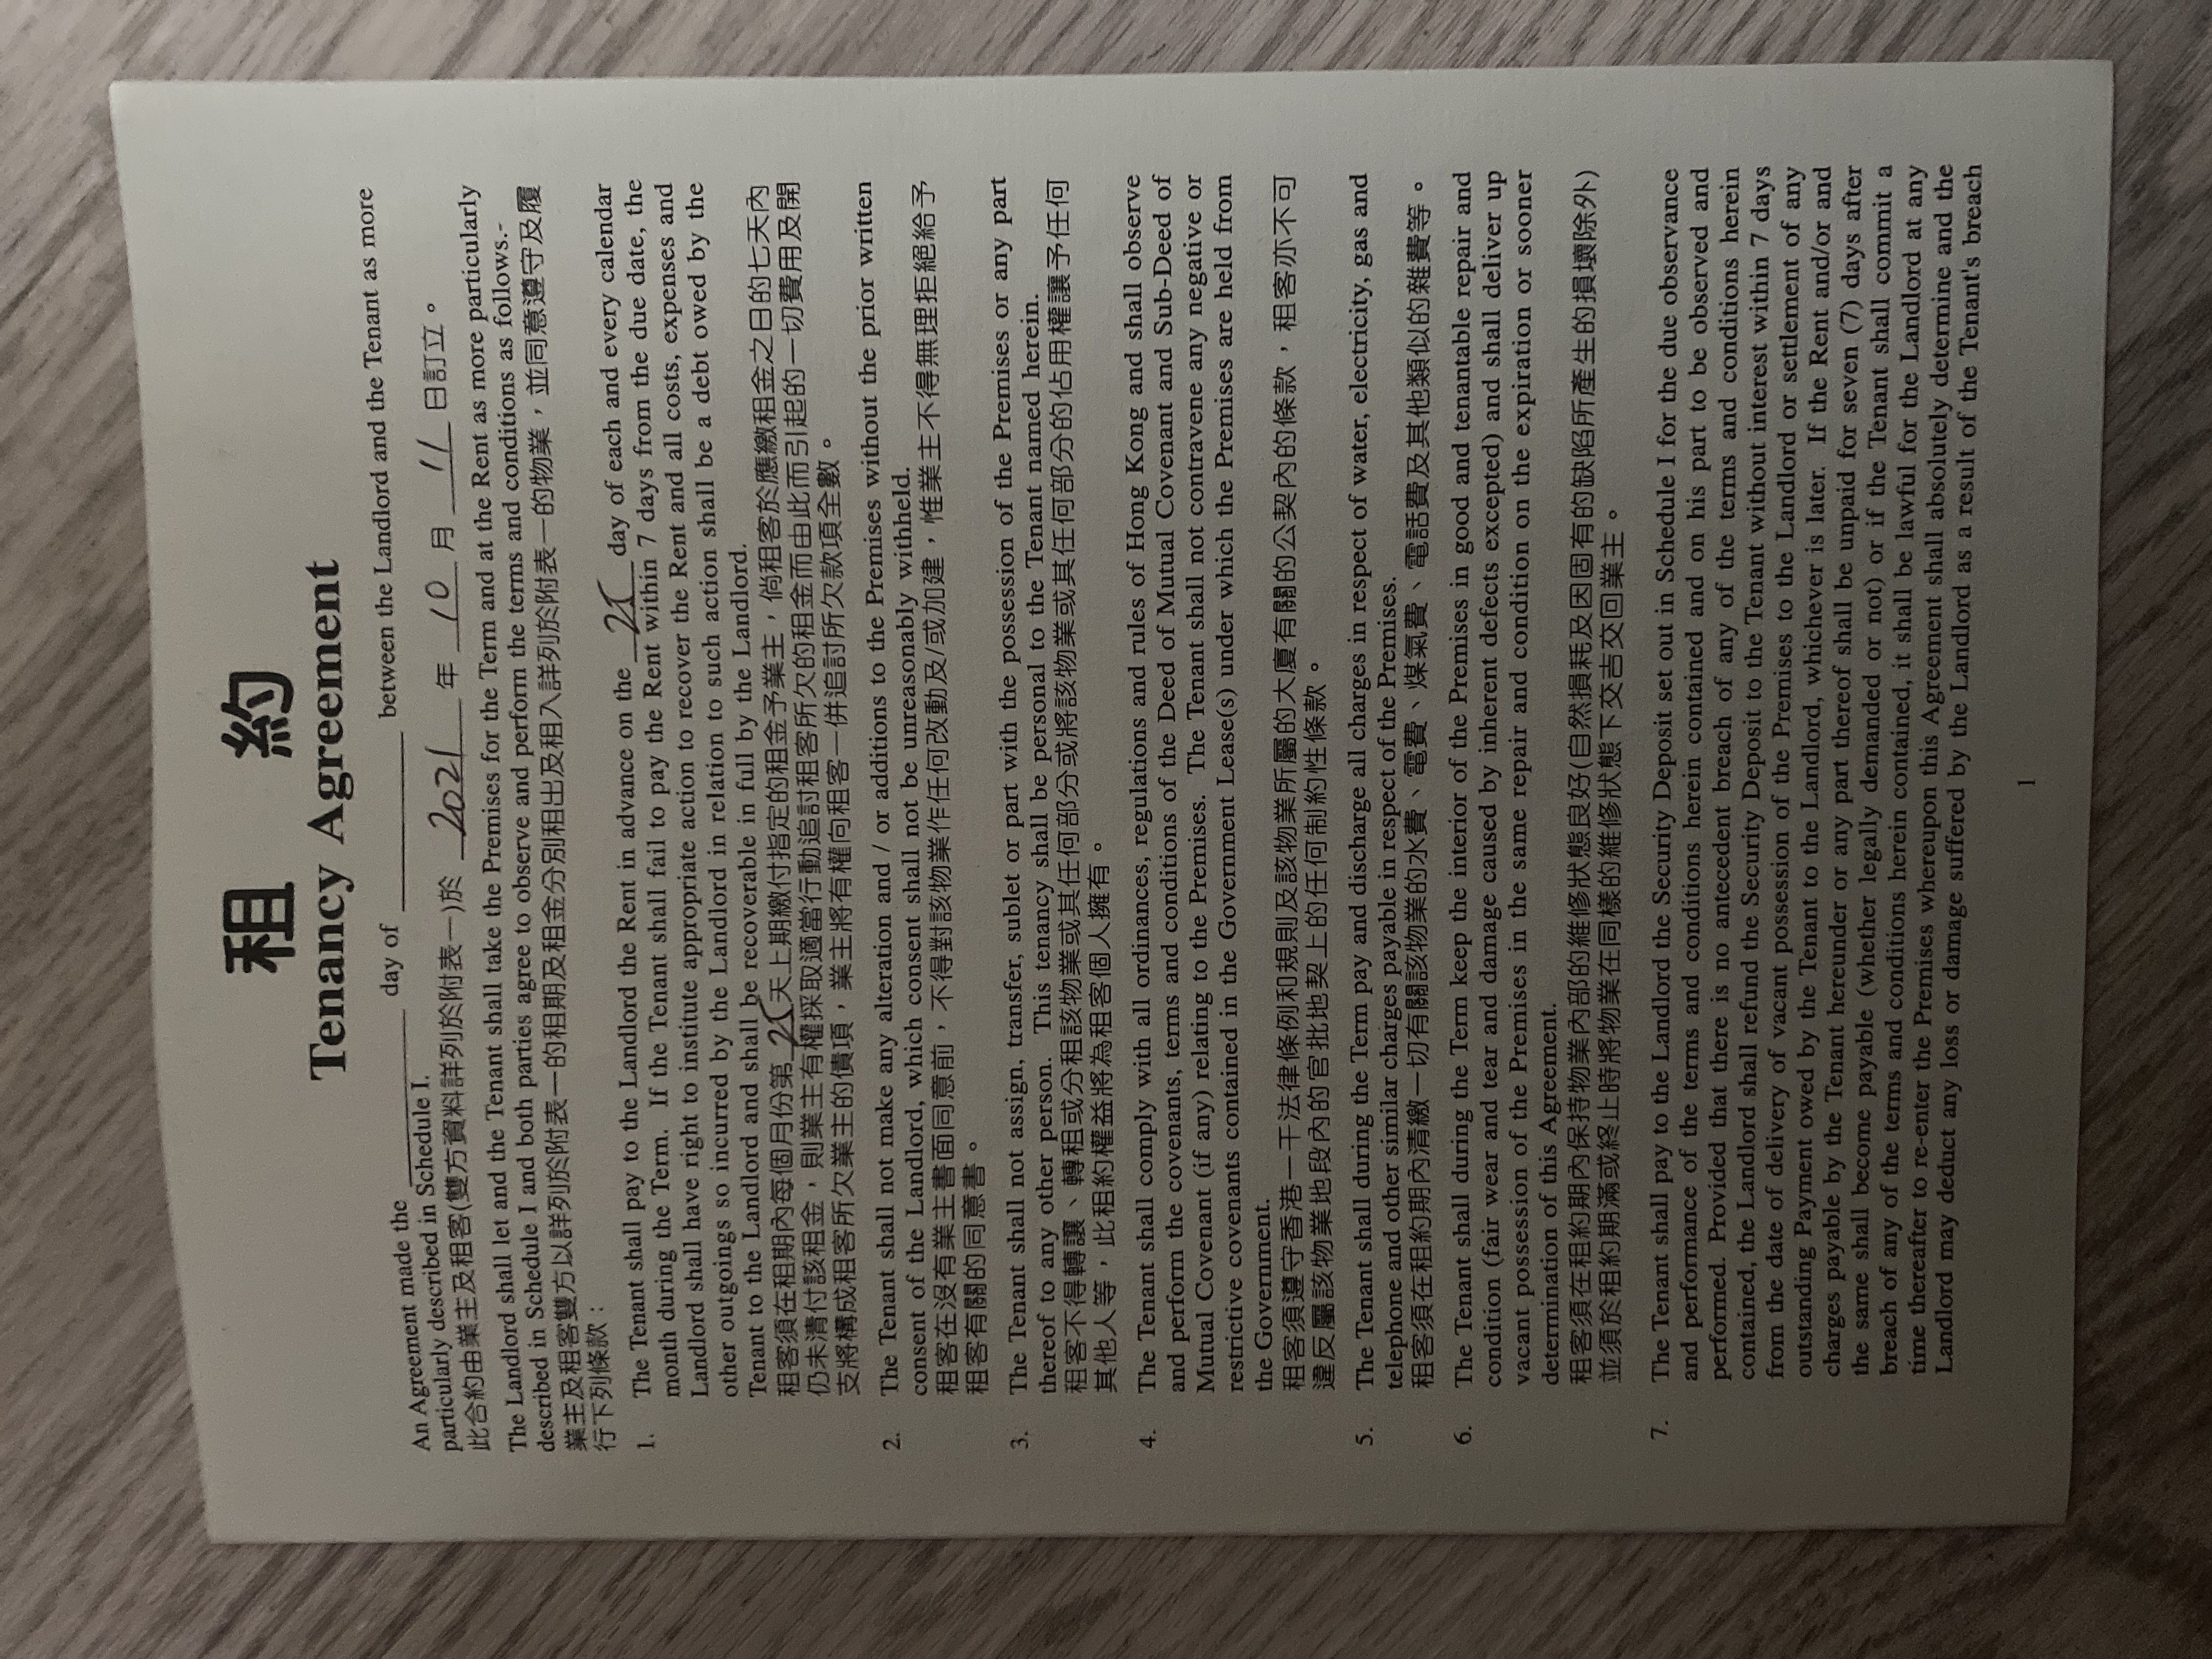 租 約
Tenancy Agreement
An Agreement made the day of between the Landlord and the Tenant as more
particularly described in Schedule I.
此合約由業主及租客(雙方資料詳列於附表一)於 2021 年 10 月 11 日訂立。
The Landlord shall let and the Tenant shall take the Premises for the Term and at the Rent as more particularly
described in Schedule I and both parties agree to observe and perform the terms and conditions as follows.-
業主及租客雙方以詳列於附表一的租期及租金分別租出及租入詳列於附表一的物業，並同意遵守及履
行下列條款：
1. The Tenant shall pay to the Landlord the Rent in advance on the day of each and every calendar
month during the Term. If the Tenant shall fail to pay the Rent within 7 days from the due date, the
Landlord shall have right to institute appropriate action to recover the Rent and all costs, expenses and
other outgoings so incurred by the Landlord in relation to such action shall be a debt owed by the
Tenant to the Landlord and shall be recoverable in full by the Landlord.
租客須在租期內每個月份第 天上期繳付指定的租金予業主，倘租客於應繳租金之日的七天內
仍未清付該租金，則業主有權採取適當行動追討租客所欠的租金而由此而引起的一切費用及開
支將構成租客所欠業主的債項，業主將有權向租客一併追討所欠款項全數。
2. The Tenant shall not make any alteration and / or additions to the Premises without the prior written
consent of the Landlord, which consent shall not be unreasonably withheld.
租客在沒有業主書面同意前，不得對該物業作任何改動及/或加建，惟業主不得無理拒絕給予
租客有關的同意書。
3. The Tenant shall not assign, transfer, sublet or part with the possession of the Premises or any part
thereof to any other person. This tenancy shall be personal to the Tenant named herein.
租客不得轉讓、轉租或分租該物業或其任何部分或將該物業或其任何部分的佔用權讓予任何
其他人等，此租約權益將為租客個人擁有。
4. The Tenant shall comply with all ordinances, regulations and rules of Hong Kong and shall observe
and perform the covenants, terms and conditions of the Deed of Mutual Covenant and Sub-Deed of
Mutual Covenant (if any) relating to the Premises. The Tenant shall not contravene any negative or
restrictive covenants contained in the Government Lease(s) under which the Premises are held from
the Government.
租客須遵守香港一干法律條例和規則及該物業所屬的大廈有關的公契內的條款，租客亦不可
違反屬該物業地段內的官批地契上的任何制約性條款。
5. The Tenant shall during the Term pay and discharge all charges in respect of water, electricity, gas and
telephone and other similar charges payable in respect of the Premises.
租客須在租約期內清繳一切有關該物業的水費、電費、煤氣費、電話費及其他類似的雜費等。
6. The Tenant shall during the Term keep the interior of the Premises in good and tenantable repair and
condition (fair wear and tear and damage caused by inherent defects excepted) and shall deliver up
vacant possession of the Premises in the same repair and condition on the expiration or sooner
determination of this Agreement.
租客須在租約期內保持物業內部的維修狀態良好(自然損耗及因固有的缺陷所產生的損壞除外)
並須於租約期滿或終止時將物業在同樣的維修狀態下交吉交回業主。
7. The Tenant shall pay to the Landlord the Security Deposit set out in Schedule I for the due observance
and performance of the terms and conditions herein contained and on his part to be observed and
performed. Provided that there is no antecedent breach of any of the terms and conditions herein
contained, the Landlord shall refund the Security Deposit to the Tenant without interest within 7 days
from the date of delivery of vacant possession of the Premises to the Landlord or settlement of any
outstanding Payment owed by the Tenant to the Landlord, whichever is later. If the Rent and/or and
charges payable by the Tenant hereunder or any part thereof shall be unpaid for seven (7) days after
the same shall become payable (whether legally demanded or not) or if the Tenant shall commit a
breach of any of the terms and conditions herein contained, it shall be lawful for the Landlord at any
time thereafter to re-enter the Premises whereupon this Agreement shall absolutely determine and the
Landlord may deduct any loss or damage suffered by the Landlord as a result of the Tenant's breach
1